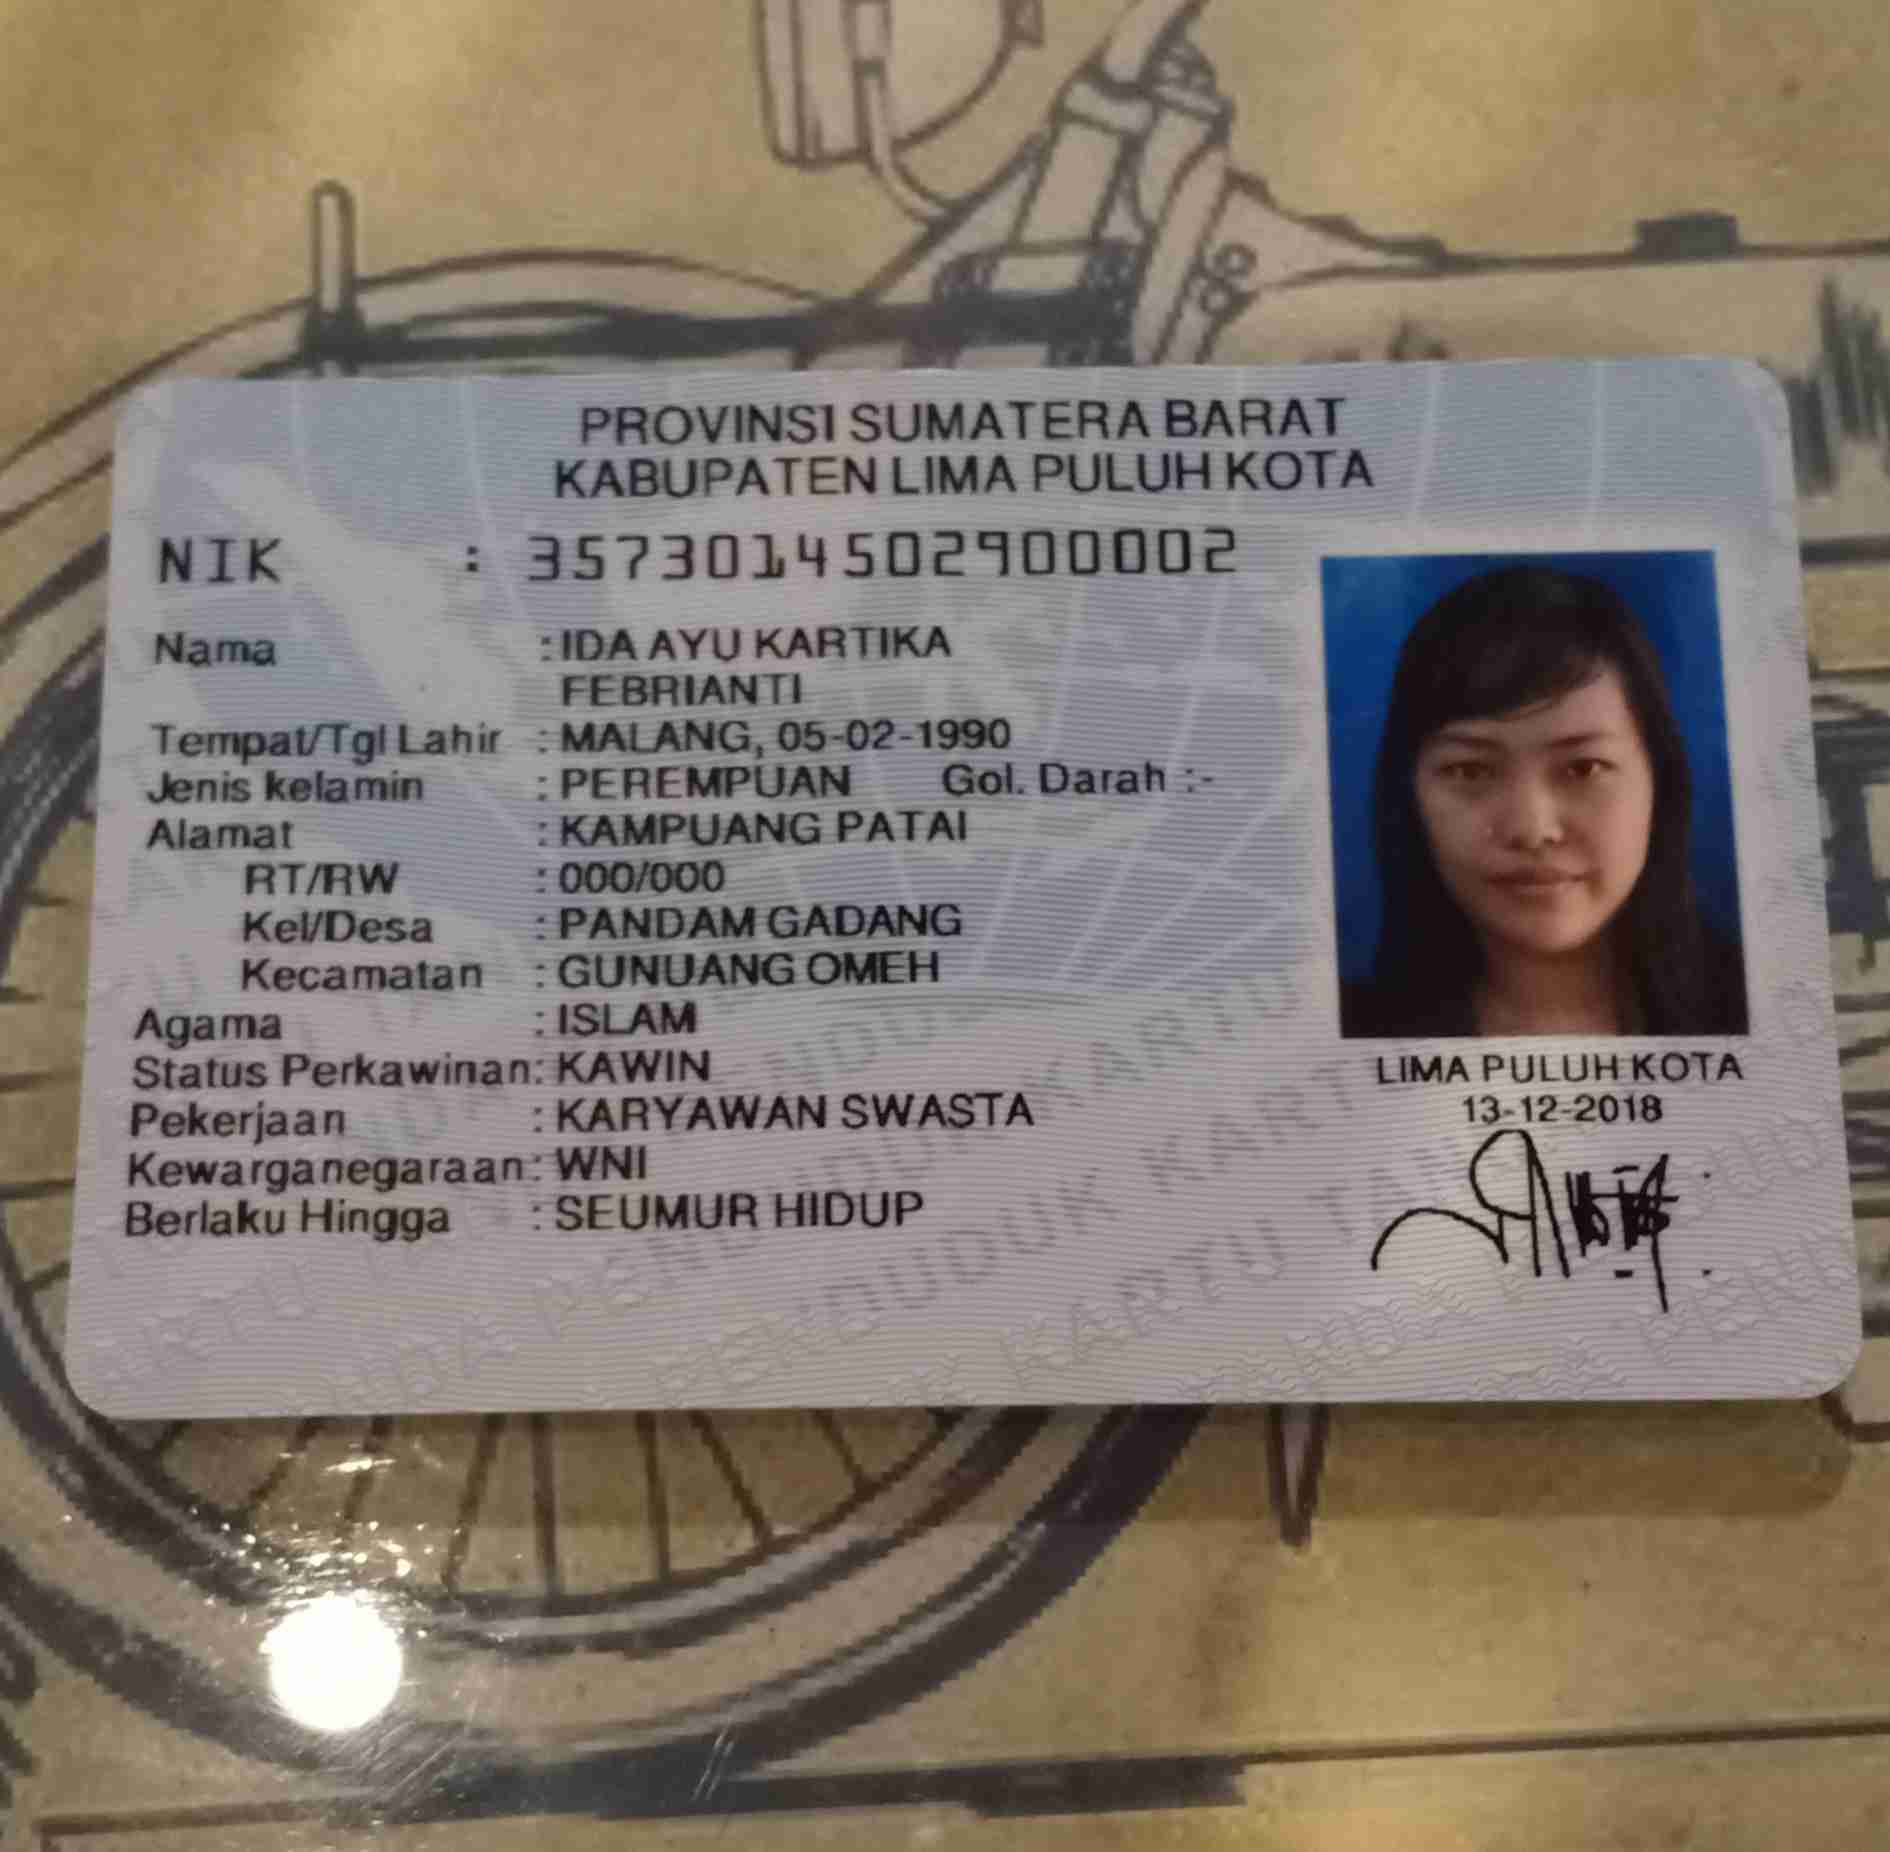 PROVINSI SUMATERA BARAT
KABUPATEN LIMA PULUH KOTA
NIK : 3573014502900002
Nama : IDA AYU KARTIKA
FEBRIANTI
Tempat/Tgl Lahir : MALANG, 05-02-1990
Jenis kelamin : PEREMPUAN Gol. Darah :-
Alamat : KAMPUANG PATAI
RT/RW : 000/000
Kel/Desa : PANDAM GADANG
Kecamatan : GUNUANG OMEH
Agama : ISLAM
Status Perkawinan: KAWIN
Pekerjaan : KARYAWAN SWASTA
Kewarganegaraan: WNI
Berlaku Hingga : SEUMUR HIDUP
LIMA PULUH KOTA
13-12-2018